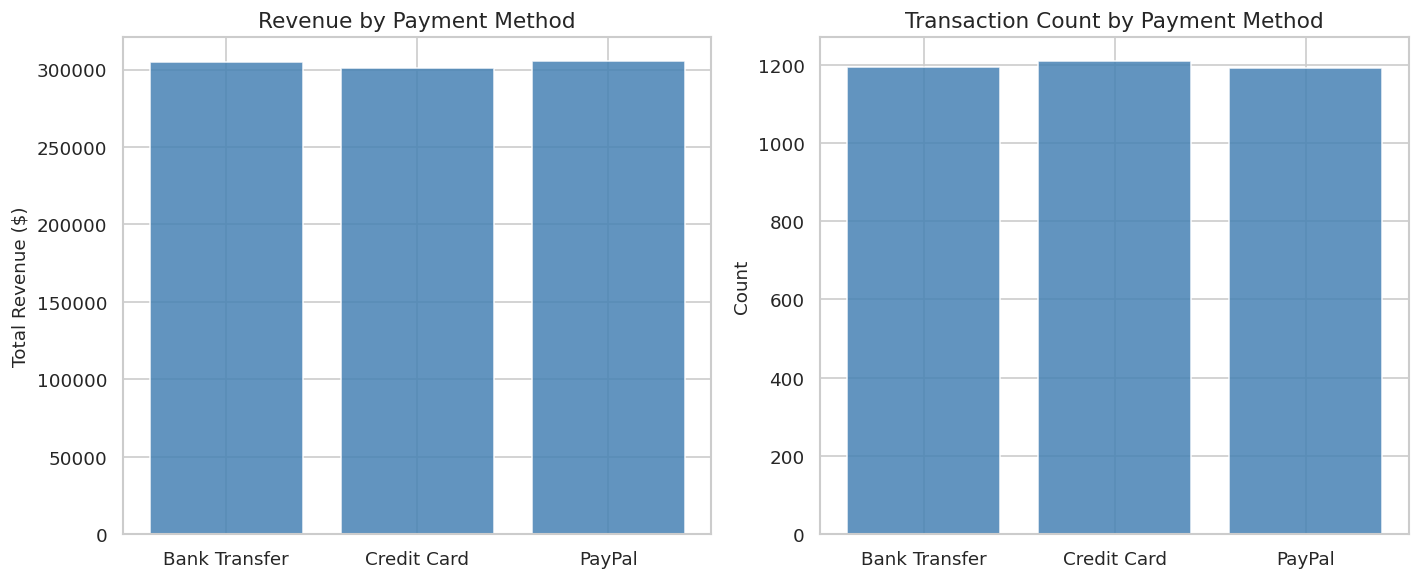 Revenue by Payment Method
Total Revenue ($)
300000
250000
200000
150000
100000
50000
0
Bank Transfer Credit Card PayPal
Transaction Count by Payment Method
Count
1200
1000
800
600
400
200
0
Bank Transfer Credit Card PayPal